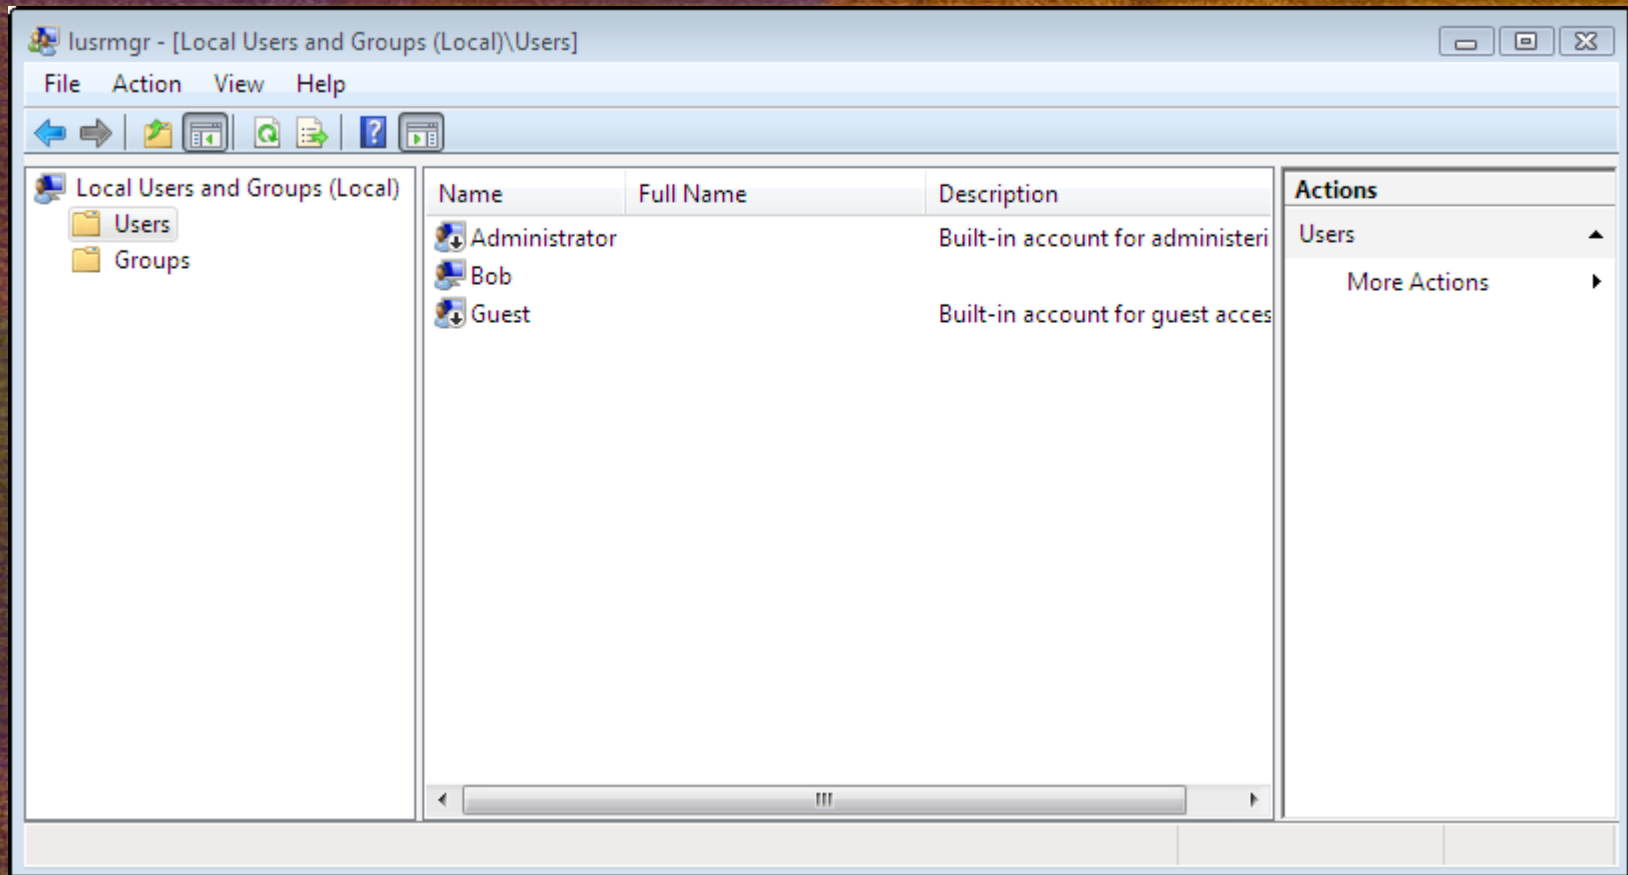 lusrmgr - [Local Users and Groups (Local)\Users]
File Action View Help
Local Users and Groups (Local)
Users
Groups
Name Full Name Description
Administrator Built-in account for administeri
Bob
Guest Built-in account for guest acces
Actions
Users
More Actions